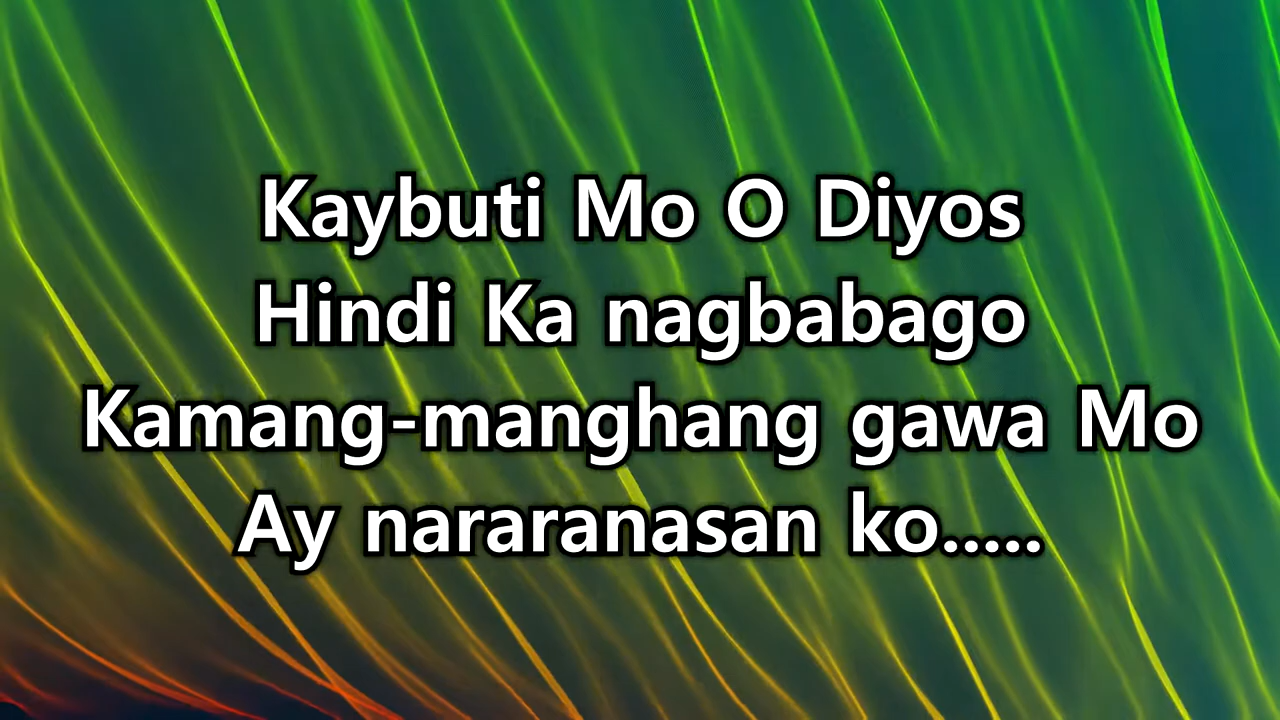 Kaybuti Mo O Diyos
Hindi Ka nagbabago
Kamang-manghang gawa Mo
Ay nararanasan ko.....